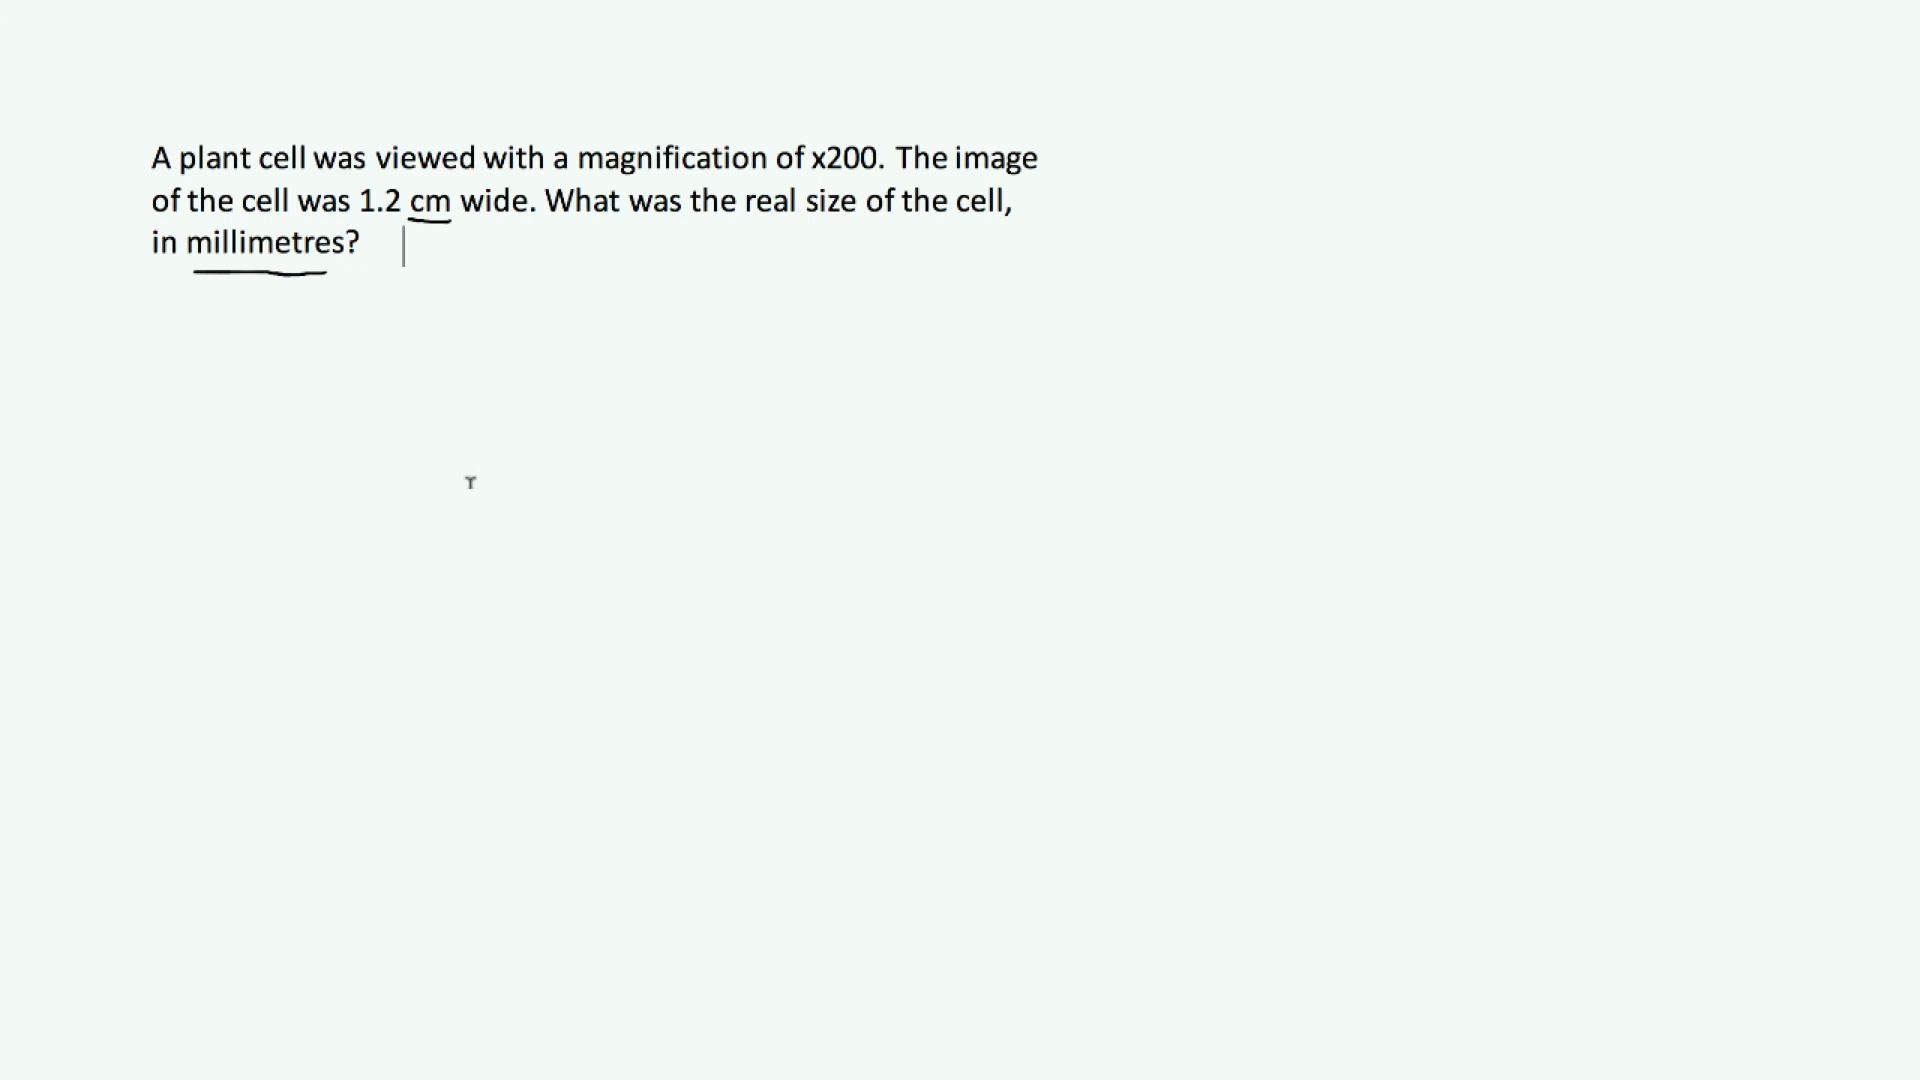 A plant cell was viewed with a magnification of x200. The image
of the cell was 1.2 cm wide. What was the real size of the cell,
in millimetres?